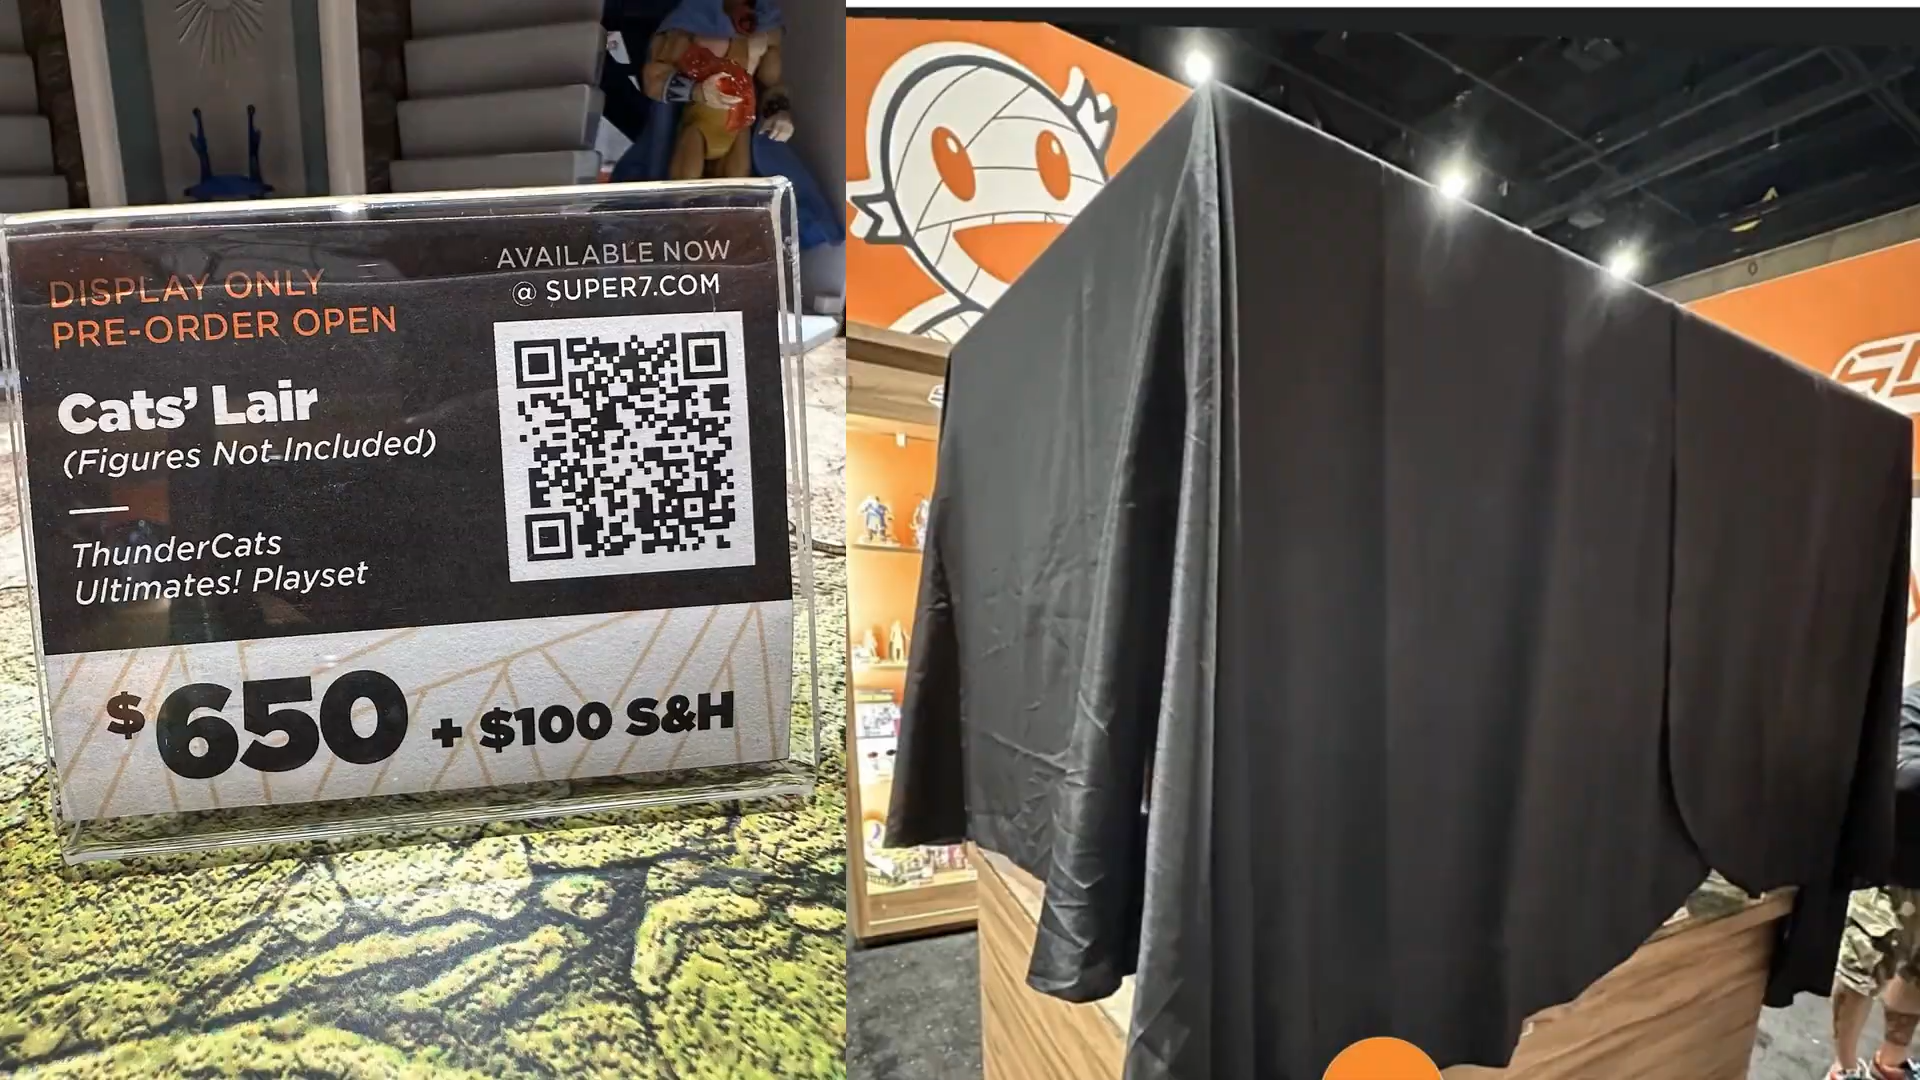 DISPLAY ONLY
PRE-ORDER OPEN
AVAILABLE NOW
@ SUPER7.COM
Cats' Lair
(Figures Not Included)
ThunderCats
Ultimates! Playset
$650 + $100 S&H